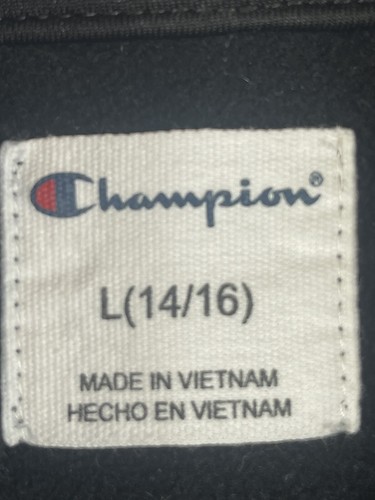 Champion®
L(14/16)
MADE IN VIETNAM
HECHO EN VIETNAM